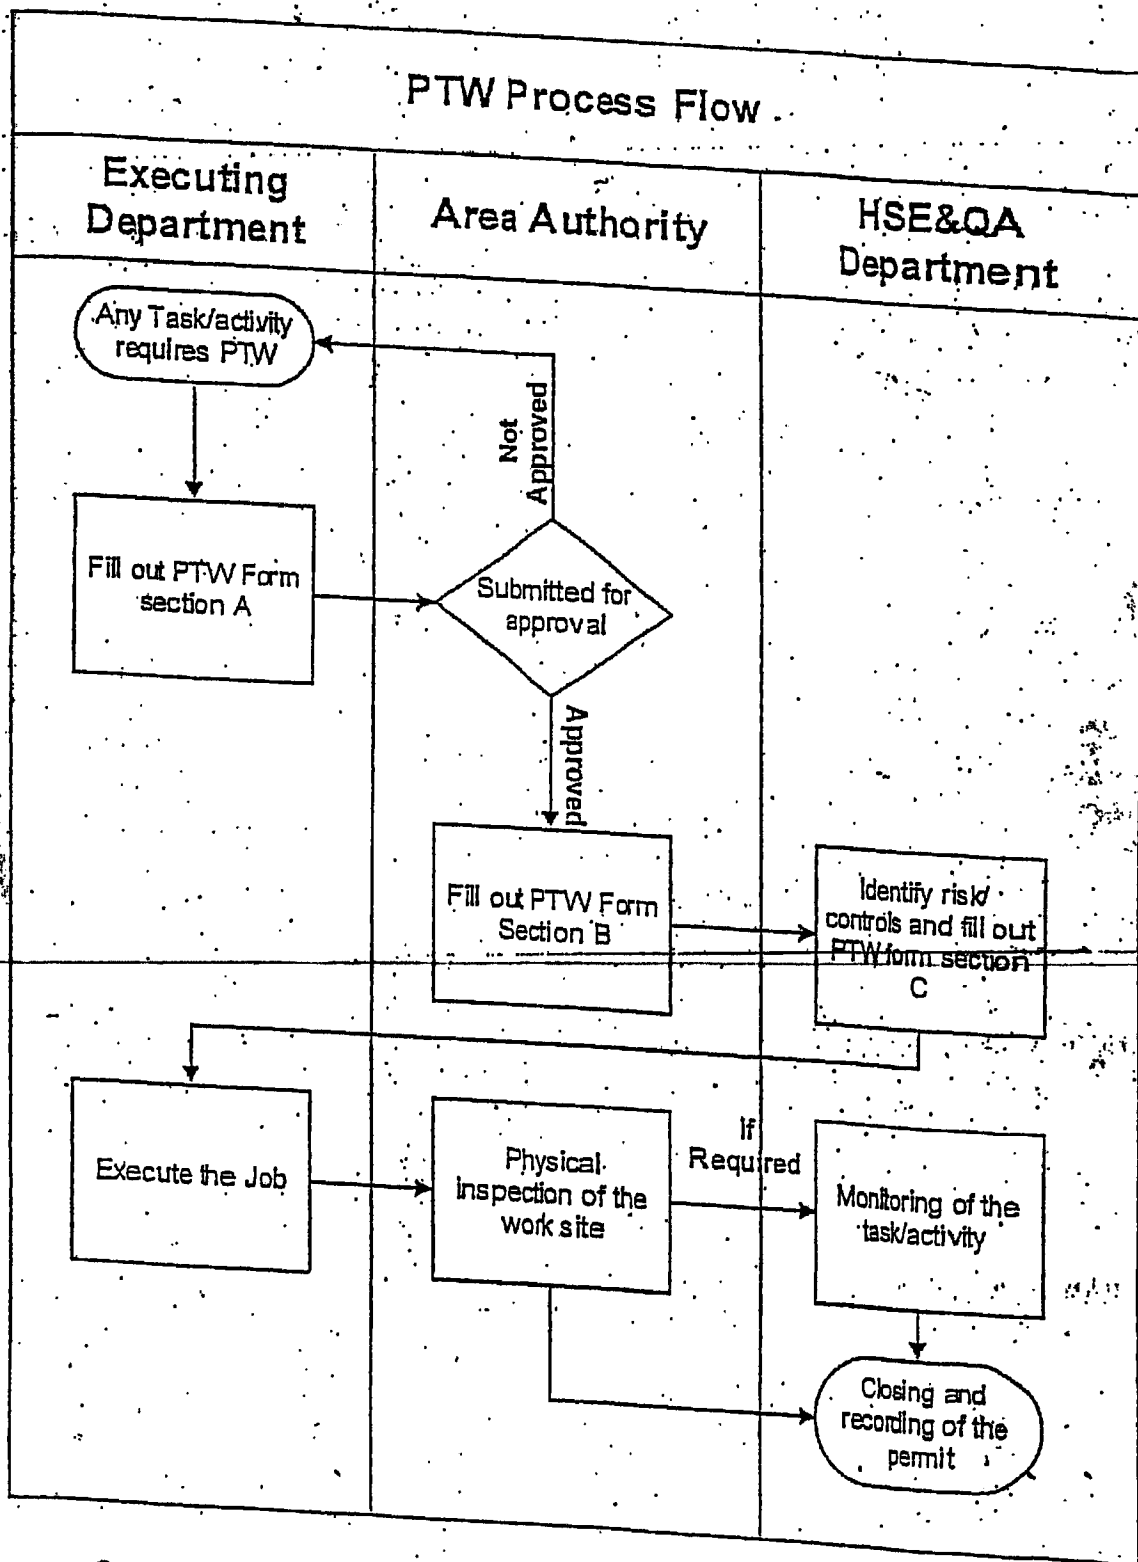 PTW Process Flow
Executing
Department
Area Authority
HSE&QA
Department
Any Task/activity
requires PTW
Not
Approved
Fill out PTW Form
section A
Submitted for
approval
Approved
Fill out PTW Form
Section B
Identify risk/
controls and fill out
PTW form section
C
Execute the Job
Physical
inspection of the
work site
If
Required
Monitoring of the
task/activity
Closing and
recording of the
permit